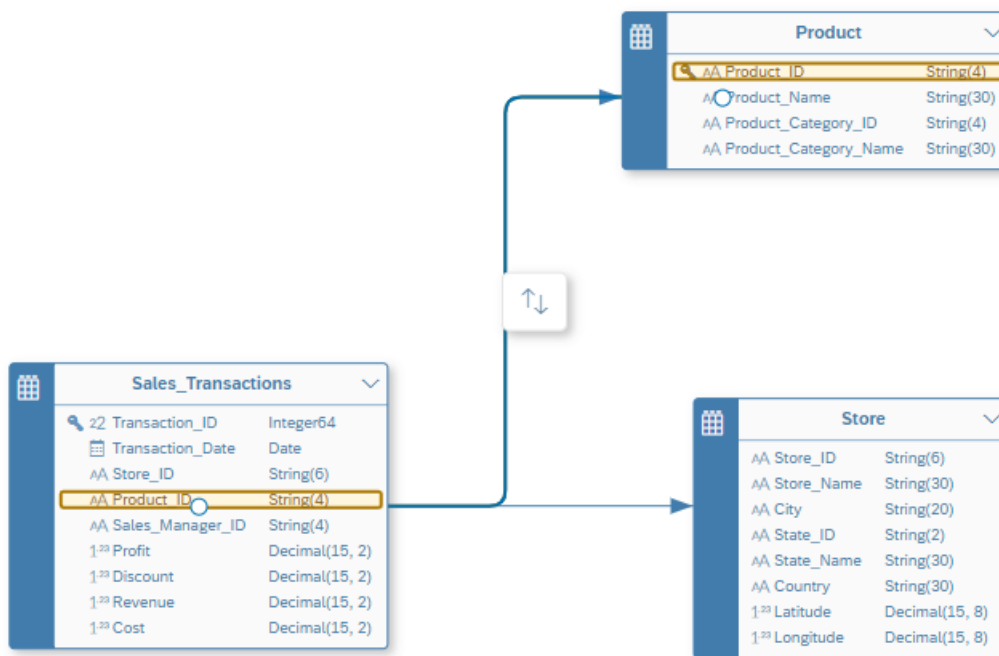 Product
Product_ID String(4)
Product_Name String(30)
Product_Category_ID String(4)
Product_Category_Name String(30)
Sales_Transactions
Transaction_ID Integer64
Transaction_Date Date
Store_ID String(6)
Product_ID String(4)
Sales_Manager_ID String(4)
Profit Decimal(15, 2)
Discount Decimal(15, 2)
Revenue Decimal(15, 2)
Cost Decimal(15, 2)
Store
Store_ID String(6)
Store_Name String(30)
City String(20)
State_ID String(2)
State_Name String(30)
Country String(30)
Latitude Decimal(15, 8)
Longitude Decimal(15, 8)